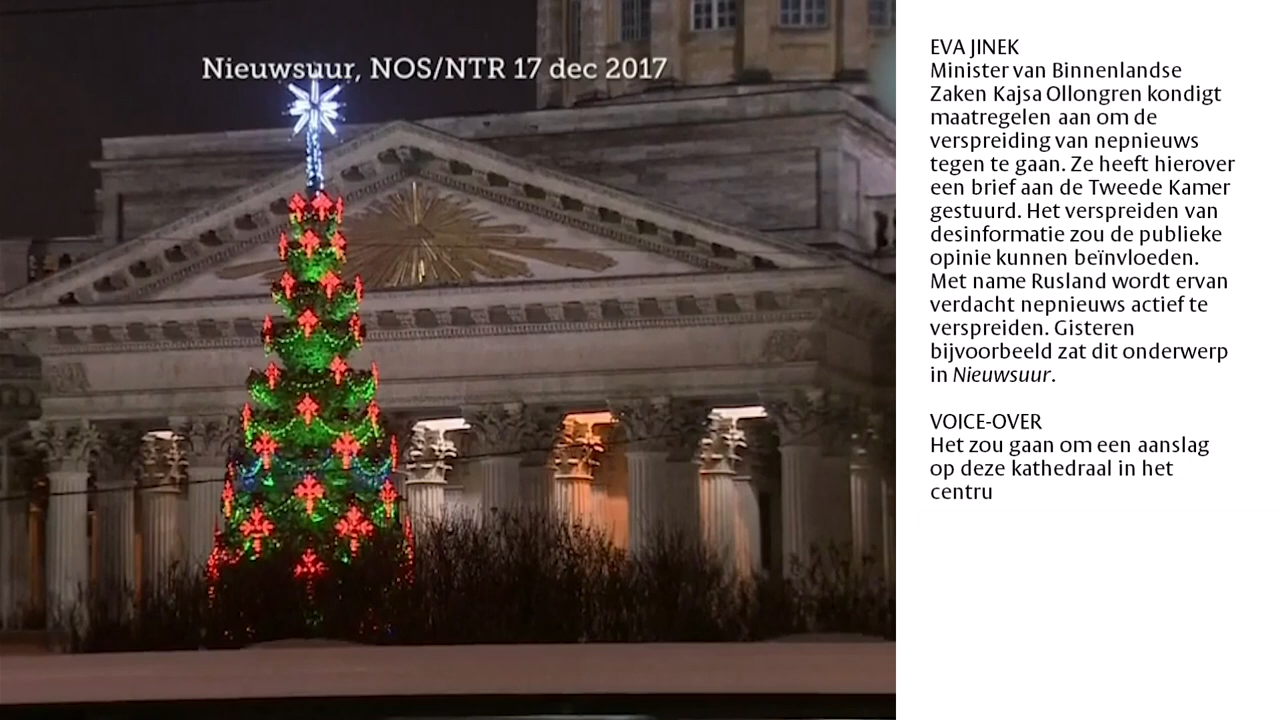 Nieuwsuur, NOS/NTR 17 dec 2017
EVA JINEK
Minister van Binnenlandse
Zaken Kajsa Ollongren kondigt
maatregelen aan om de
verspreiding van nepnieuws
tegen te gaan. Ze heeft hierover
een brief aan de Tweede Kamer
gestuurd. Het verspreiden van
desinformatie zou de publieke
opinie kunnen beïnvloeden.
Met name Rusland wordt ervan
verdacht nepnieuws actief te
verspreiden. Gisteren
bijvoorbeeld zat dit onderwerp
in Nieuwsuur.
VOICE-OVER
Het zou gaan om een aanslag
op deze kathedraal in het
centru